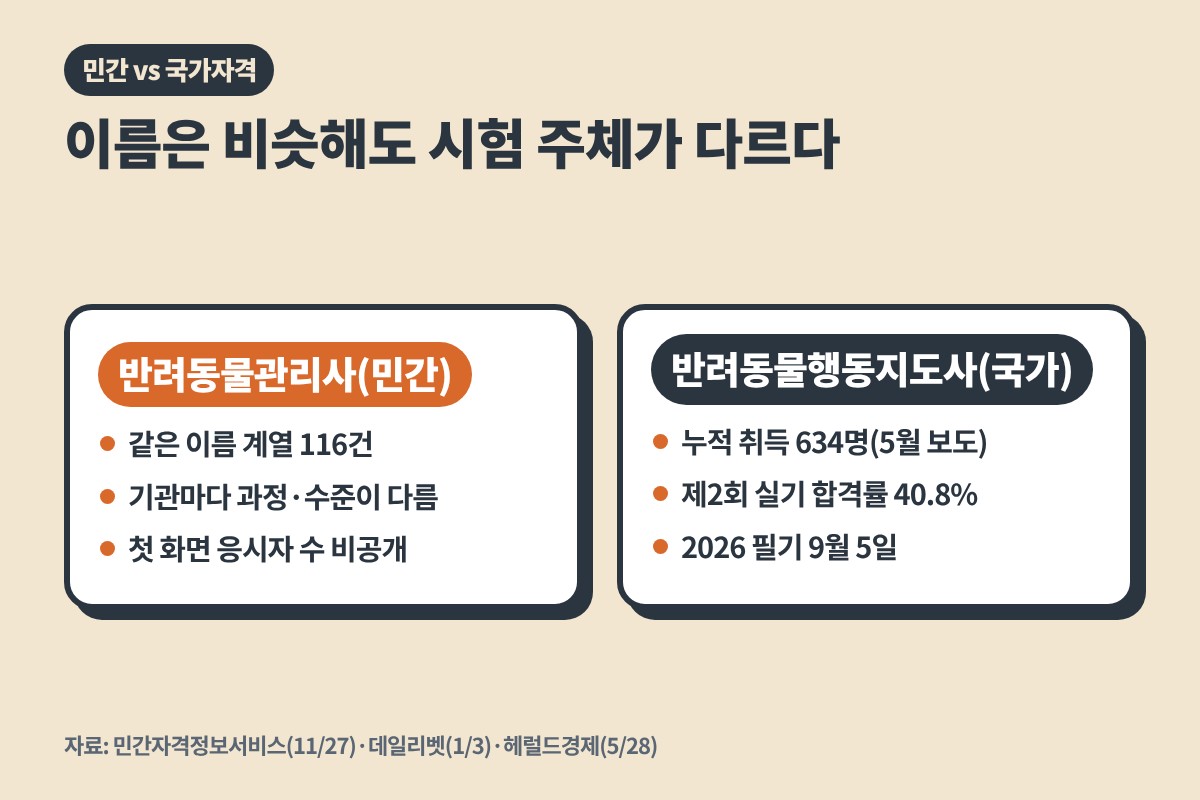 민간 vs 국가자격
이름은 비슷해도 시험 주체가 다르다
반려동물관리사(민간)
같은 이름 계열 116건
기관마다 과정·수준이 다름
첫 화면 응시자 수 비공개
반려동물행동지도사(국가)
누적 취득 634명(5월 보도)
제2회 실기 합격률 40.8%
2026 필기 9월 5일
자료: 민간자격정보서비스(11/27)·데일리벳(1/3)·헤럴드경제(5/28)